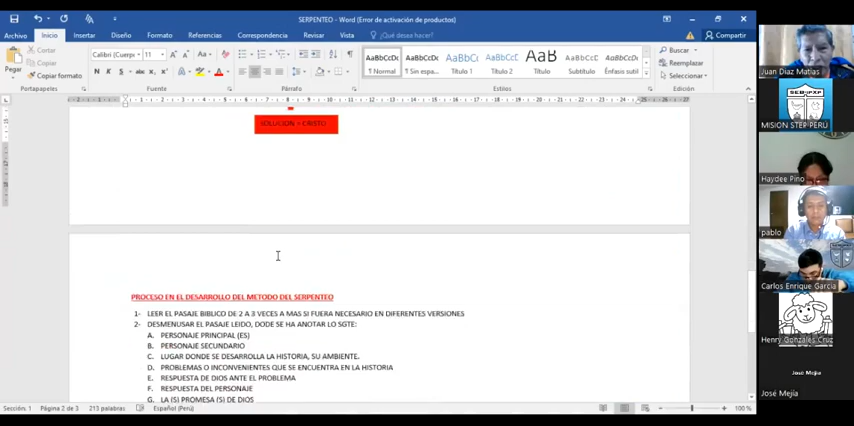 SERPENTEO - Word (Error de activación de productos)
Archivo Inicio Insertar Diseño Formato Referencias Correspondencia Revisar Vista ¿Qué desea hacer? Compartir
Pegar
Cortar
Copiar
Copiar formato
Calibri (Cuerpo 11
N K S
AaBbCcDc AaBbCcDc AaBbCc AaBbCcC AaB AaBbCcD AaBbCcDc
¶ Normal ¶ Sin espa... Título 1 Título 2 Título Subtítulo Énfasis sutil
Buscar
Reemplazar
Seleccionar
Portapapeles Fuente Párrafo Estilos Edición
SOLUCION = CRISTO
PROCESO EN EL DESARROLLO DEL METODO DEL SERPENTEO
1- LEER EL PASAJE BIBLICO DE 2 A 3 VECES A MAS SI FUERA NECESARIO EN DIFERENTES VERSIONES
2- DESMENUSAR EL PASAJE LEIDO, DODE SE HA ANOTAR LO SGTE:
A. PERSONAJE PRINCIPAL (ES)
B. PERSONAJE SECUNDARIO
C. LUGAR DONDE SE DESARROLLA LA HISTORIA, SU AMBIENTE.
D. PROBLEMAS O INCONVENIENTES QUE SE ENCUENTRA EN LA HISTORIA
E. RESPUESTA DE DIOS ANTE EL PROBLEMA
F. RESPUESTA DEL PERSONAJE
G. LA (S) PROMESA (S) DE DIOS
Sección: 1 Página 2 de 3 213 palabras Español (Perú) 100 %
Juan Diaz Matias
MISION STEP PERÚ
Haydee Pino
pablo
Carlos Enrique Garcia
Henry Gonzáles Cruz
José Mejía
José Mejía